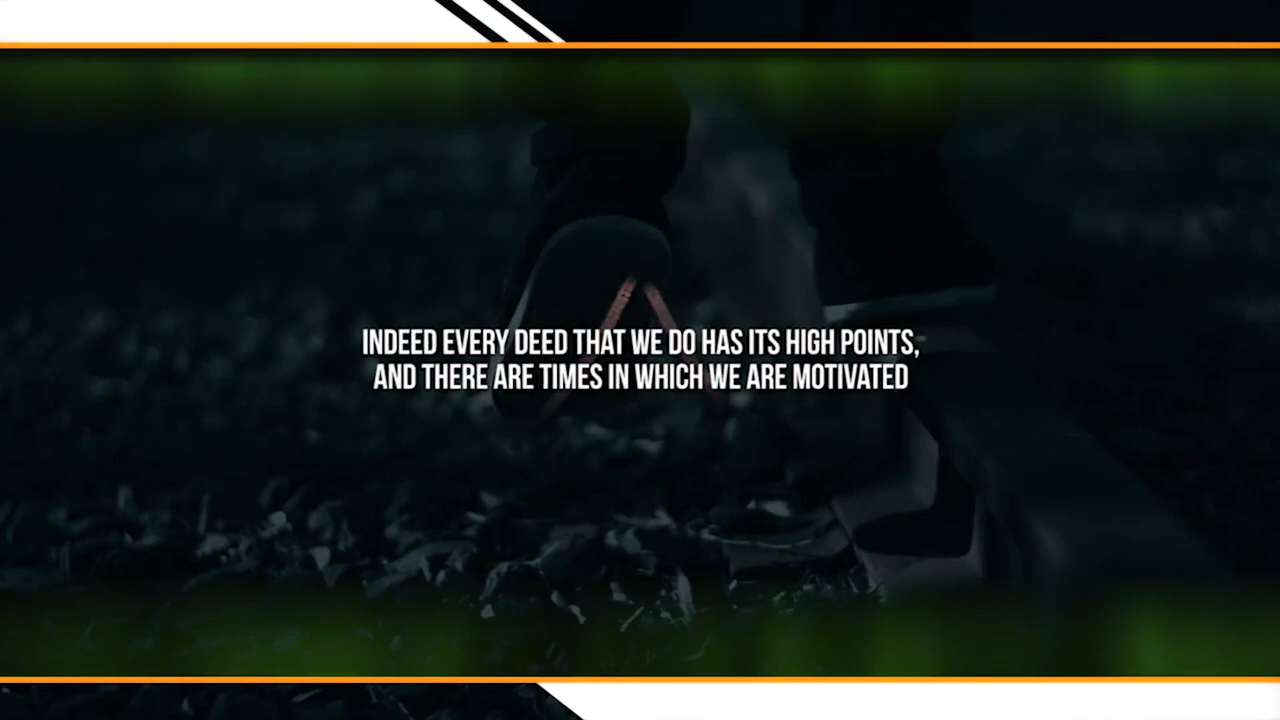 INDEED EVERY DEED THAT WE DO HAS ITS HIGH POINTS,
AND THERE ARE TIMES IN WHICH WE ARE MOTIVATED